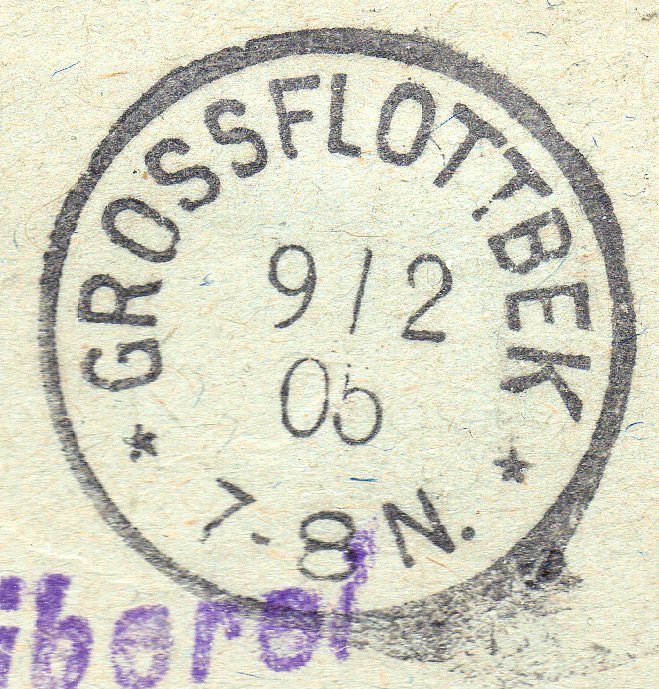 GROSSFLOTTBEK
9/2
05
* 7-8N. *